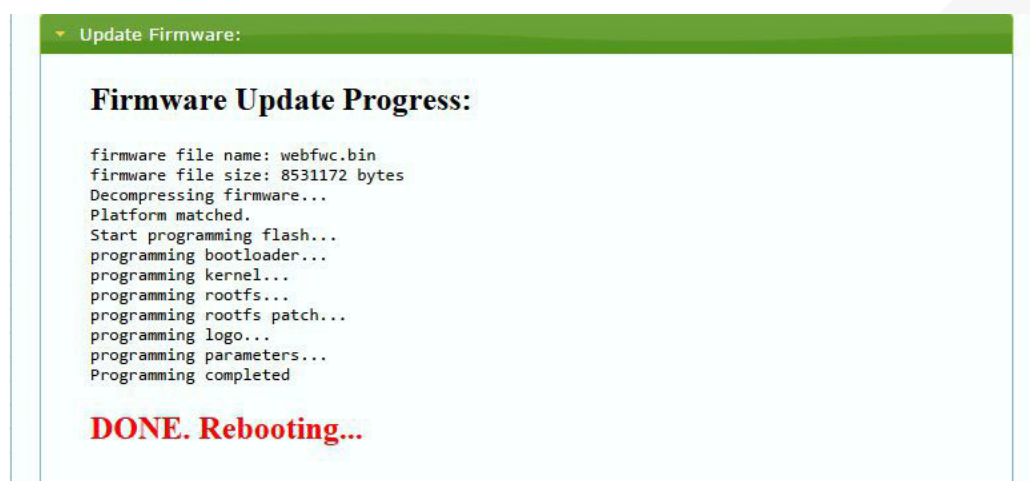 Update Firmware:
Firmware Update Progress:
firmware file name: webfwc.bin
firmware file size: 8531172 bytes
Decompressing firmware...
Platform matched.
Start programming flash...
programming bootloader...
programming kernel...
programming rootfs...
programming rootfs patch...
programming logo...
programming parameters...
Programming completed
DONE. Rebooting...